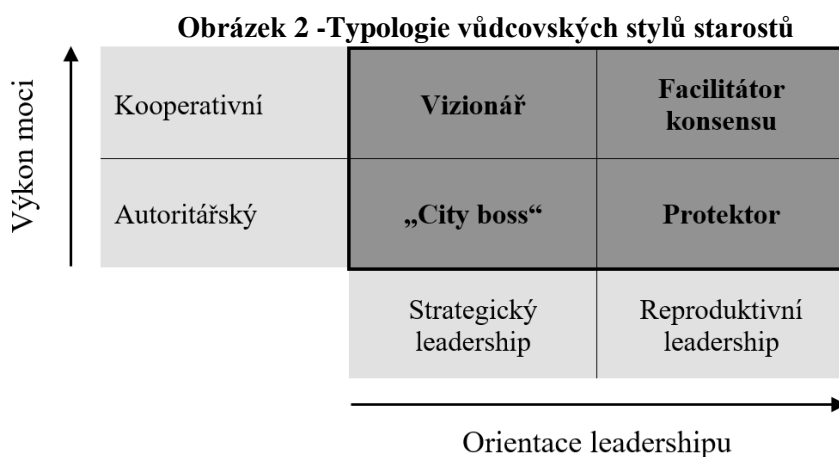 Obrázek 2 -Typologie vůdcovských stylů starostů
Výkon moci
Kooperativní
Vizionář
Facilitátor
konsensu
Autoritářský
„City boss“
Protektor
Strategický
leadership
Reproduktivní
leadership
Orientace leadershipu